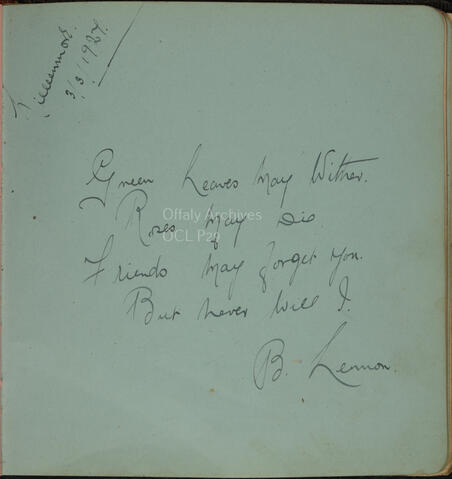 Tullamore.
3/3/1927.
Green Leaves May Wither.
Roses May Die
Friends May forget you.
But never Will I.
B. Lennon.
Offaly Archives
OCL P29